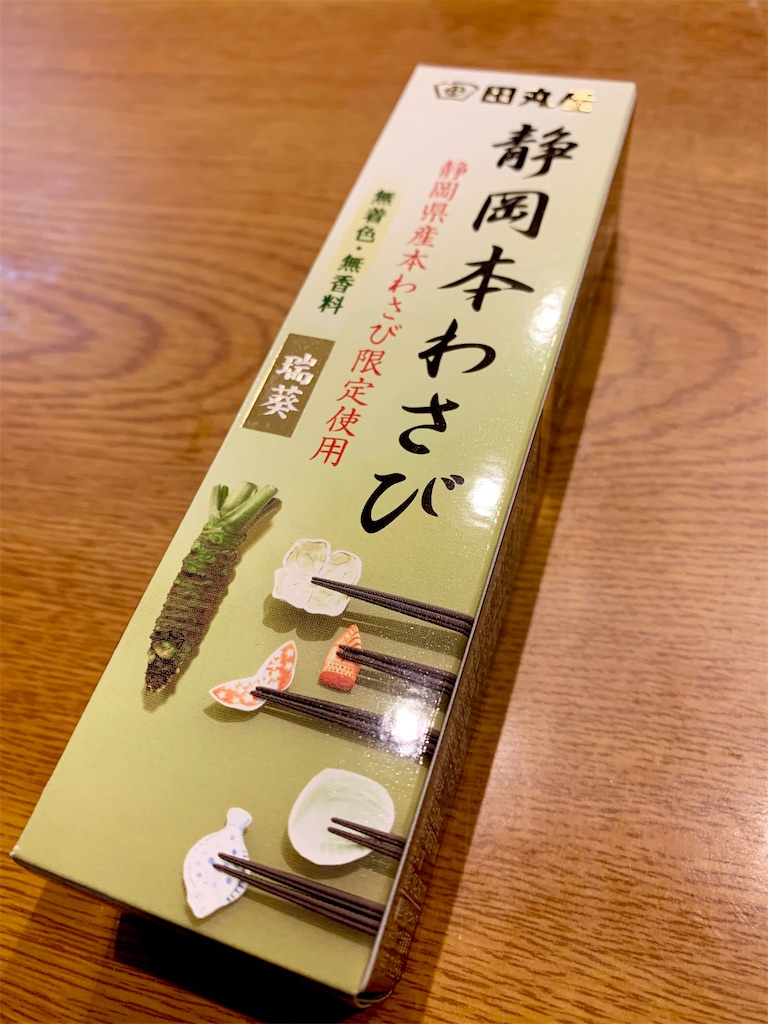 田丸屋
静岡本わさび
静岡県産本わさび限定使用
無着色・無香料
瑞葵